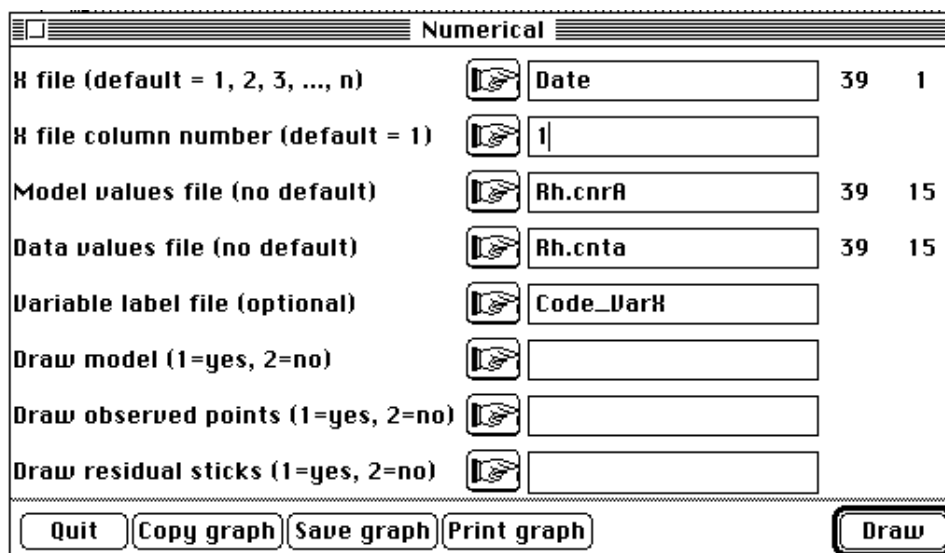 Numerical
X file (default = 1, 2, 3, ..., n) Date 39 1
X file column number (default = 1) 1
Model values file (no default) Rh.cnrA 39 15
Data values file (no default) Rh.cnta 39 15
Variable label file (optional) Code_VarX
Draw model (1=yes, 2=no)
Draw observed points (1=yes, 2=no)
Draw residual sticks (1=yes, 2=no)
Quit Copy graph Save graph Print graph Draw